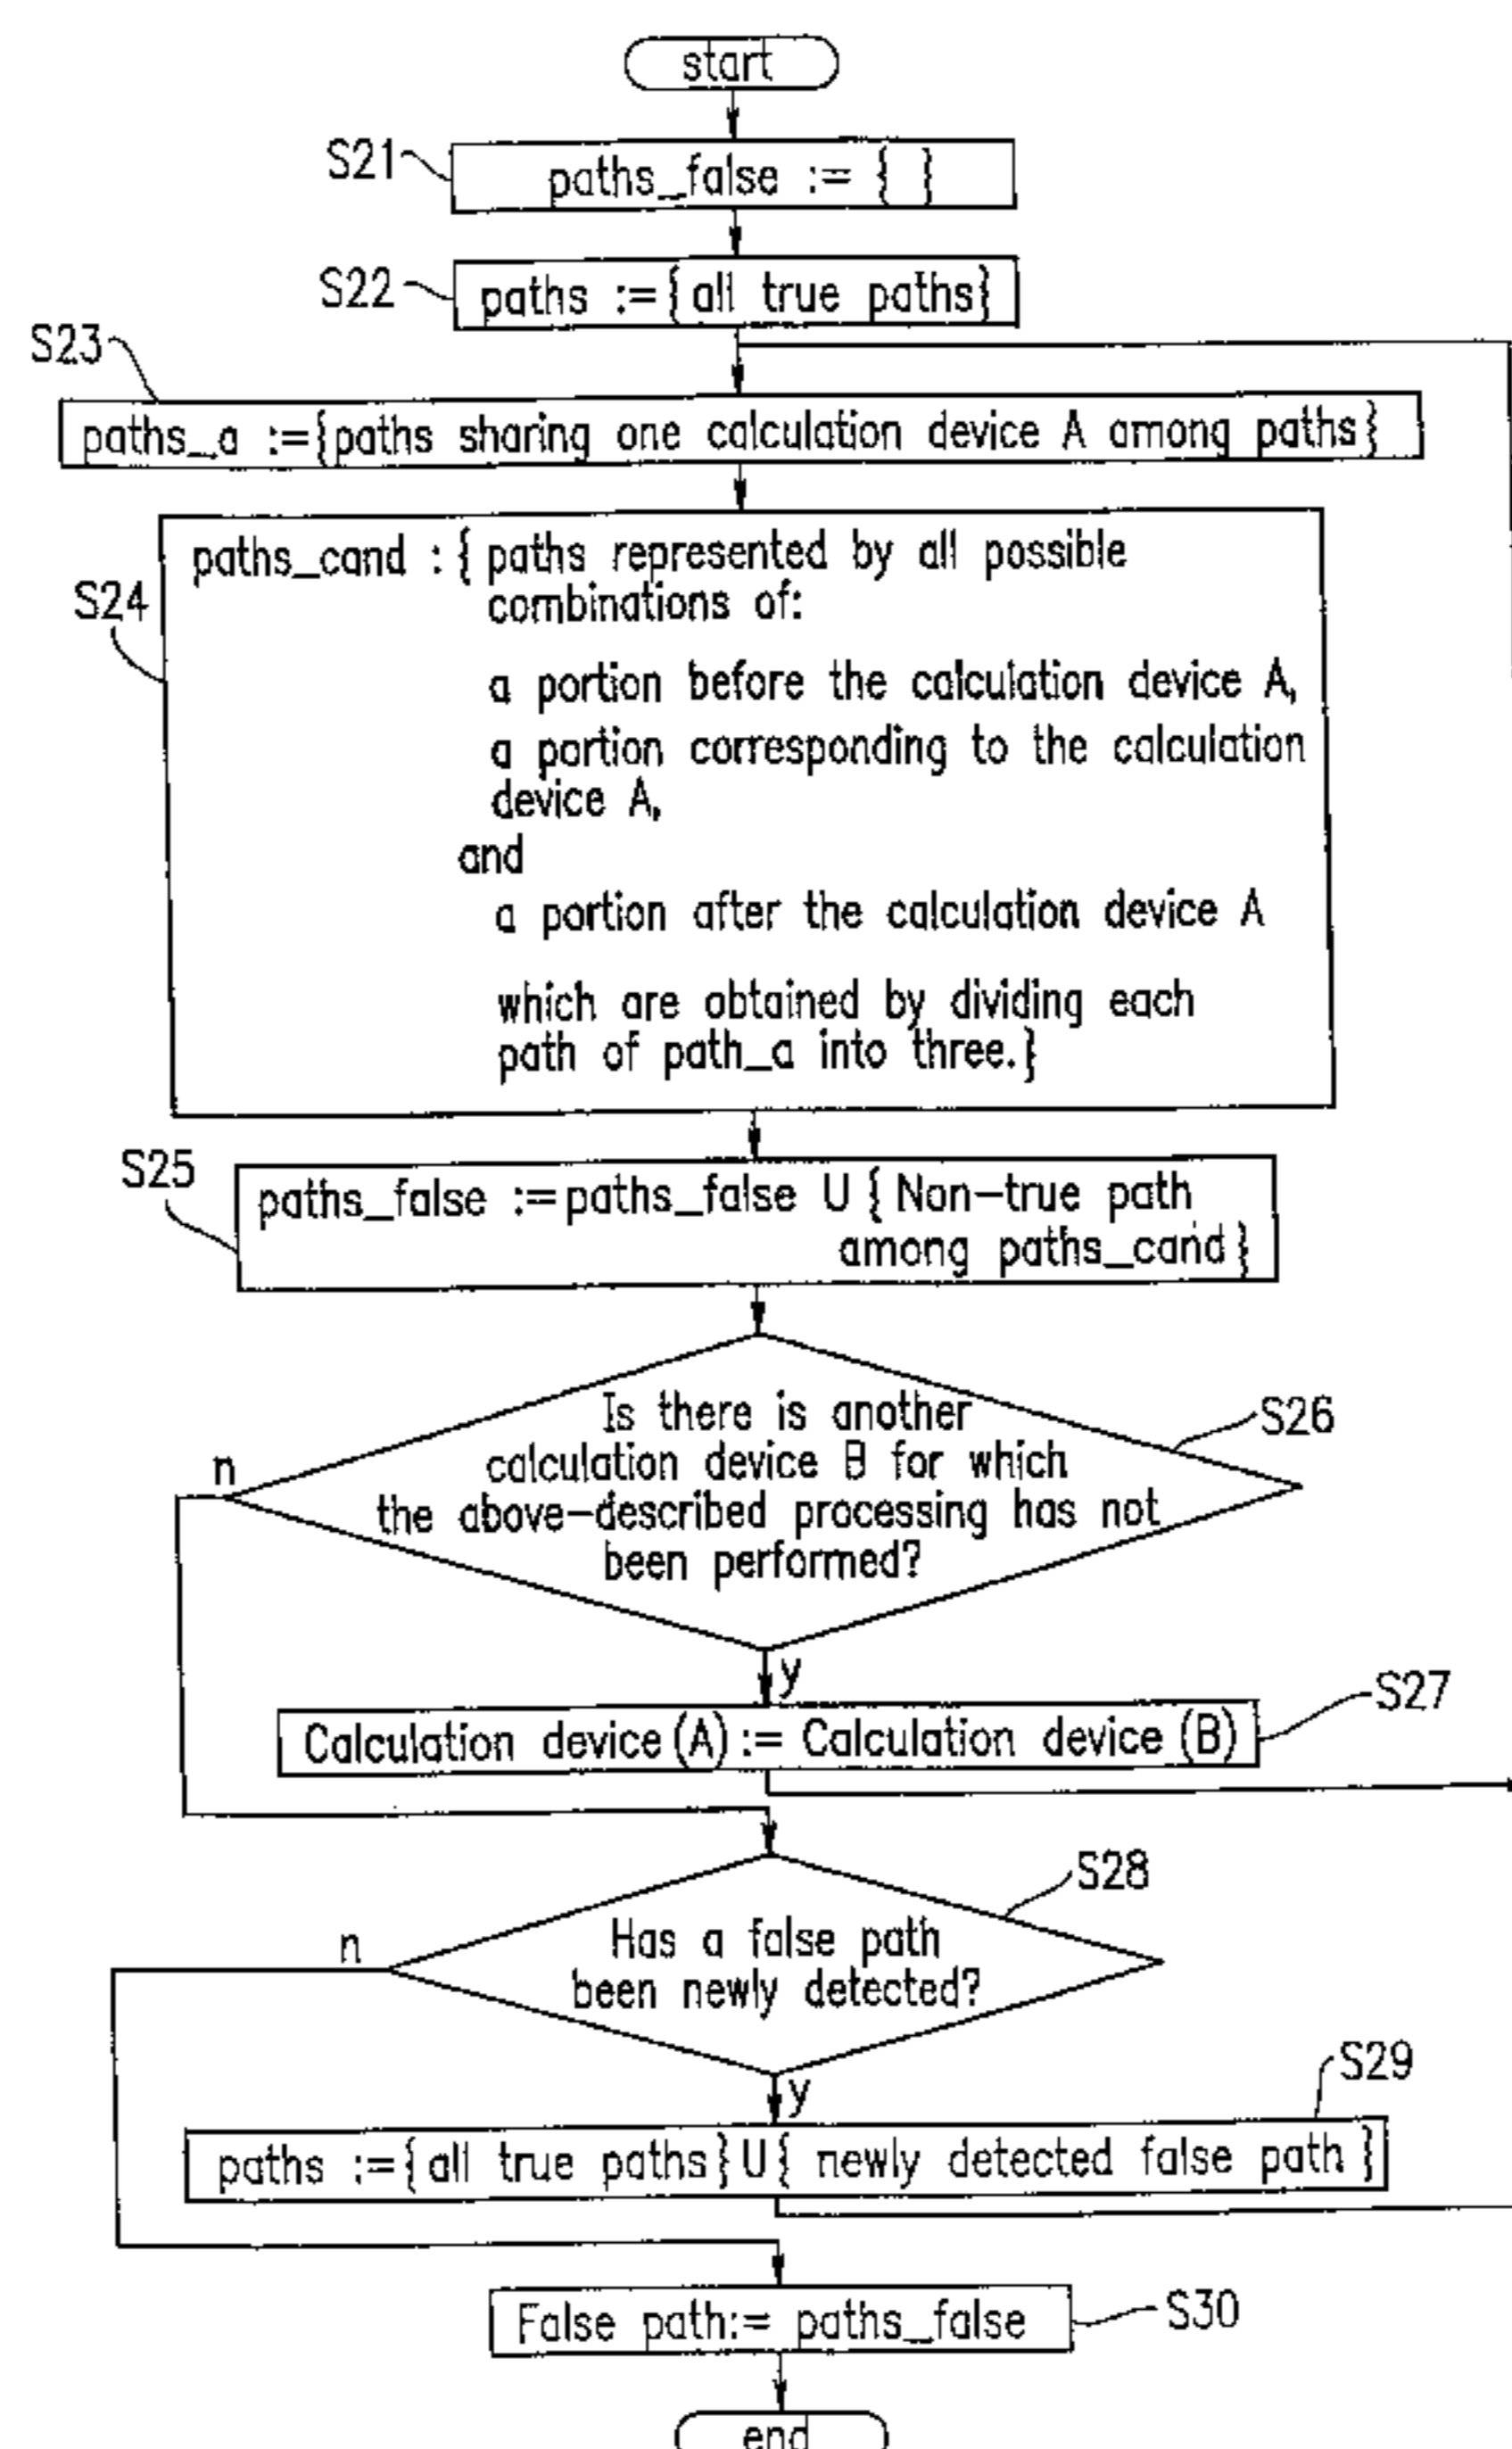 start
S21
paths_false := { }
S22
paths :={all true paths}
S23
paths_a :={paths sharing one calculation device A among paths}
S24
paths_cand : { paths represented by all possible
combinations of:
a portion before the calculation device A,
a portion corresponding to the calculation
device A,
and
a portion after the calculation device A
which are obtained by dividing each
path of path_a into three.}
S25
paths_false :=paths_false U { Non-true path
among paths_cand }
S26
Is there is another
calculation device B for which
the above-described processing has not
been performed?
n
y
S27
Calculation device (A) := Calculation device (B)
S28
Has a false path
been newly detected?
n
y
S29
paths :={ all true paths } U { newly detected false path }
S30
False path:= paths_false
end